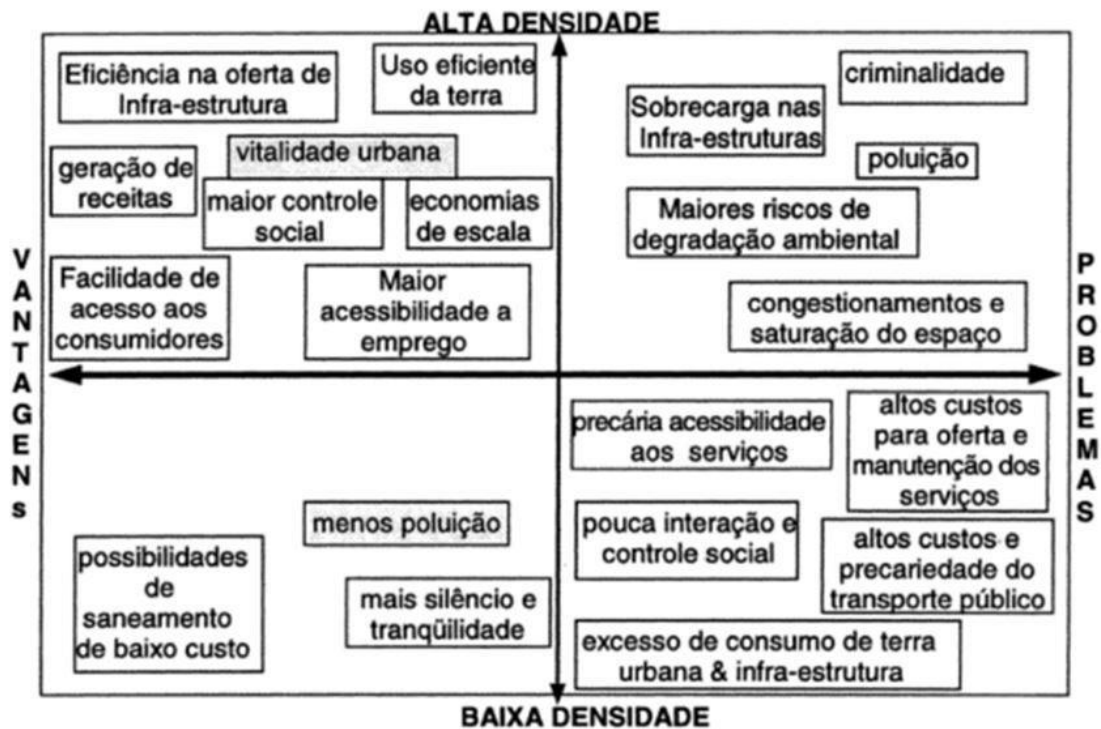 ALTA DENSIDADE
Eficiência na oferta de
Infra-estrutura
Uso eficiente
da terra
vitalidade urbana
geração de
receitas
maior controle
social
economias
de escala
Facilidade de
acesso aos
consumidores
Maior
acessibilidade a
emprego
criminalidade
Sobrecarga nas
Infra-estruturas
poluição
Maiores riscos de
degradação ambiental
congestionamentos e
saturação do espaço
VANTAGENs
PROBLEMAS
menos poluição
possibilidades
de
saneamento
de baixo custo
mais silêncio e
tranqüilidade
precária acessibilidade
aos serviços
altos custos
para oferta e
manutenção dos
serviços
pouca interação e
controle social
altos custos e
precariedade do
transporte público
excesso de consumo de terra
urbana & infra-estrutura
BAIXA DENSIDADE